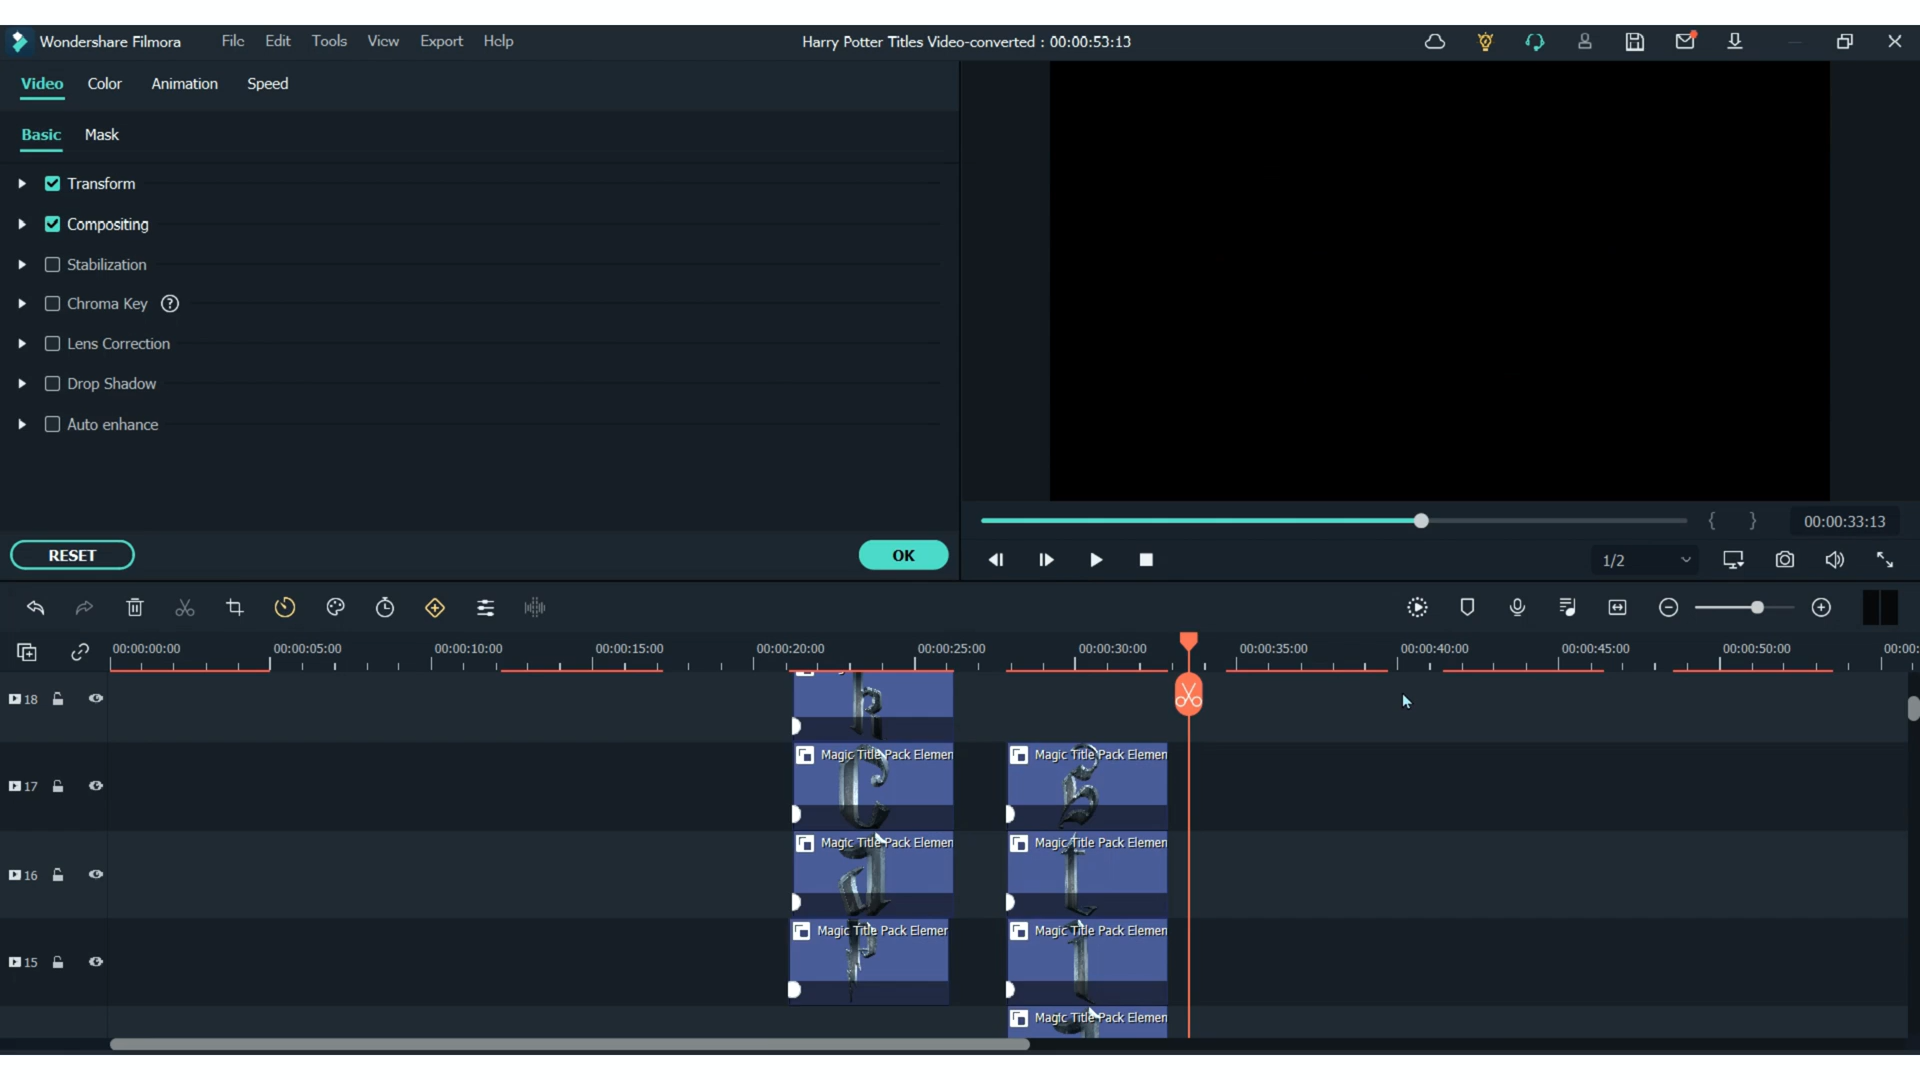 Wondershare Filmora File Edit Tools View Export Help Harry Potter Titles Video-converted : 00:00:53:13
Video Color Animation Speed
Basic Mask
Transform
Compositing
Stabilization
Chroma Key ?
Lens Correction
Drop Shadow
Auto enhance
{ } 00:00:33:13
RESET OK
1/2
00:00:00:00 00:00:05:00 00:00:10:00 00:00:15:00 00:00:20:00 00:00:25:00 00:00:30:00 00:00:35:00 00:00:40:00 00:00:45:00 00:00:50:00 00:00:
18
17 Magic Title Pack Elemen Magic Title Pack Elemen
16 Magic Title Pack Elemen Magic Title Pack Elemen
15 Magic Title Pack Elemer Magic Title Pack Elemen
Magic Title Pack Elemen